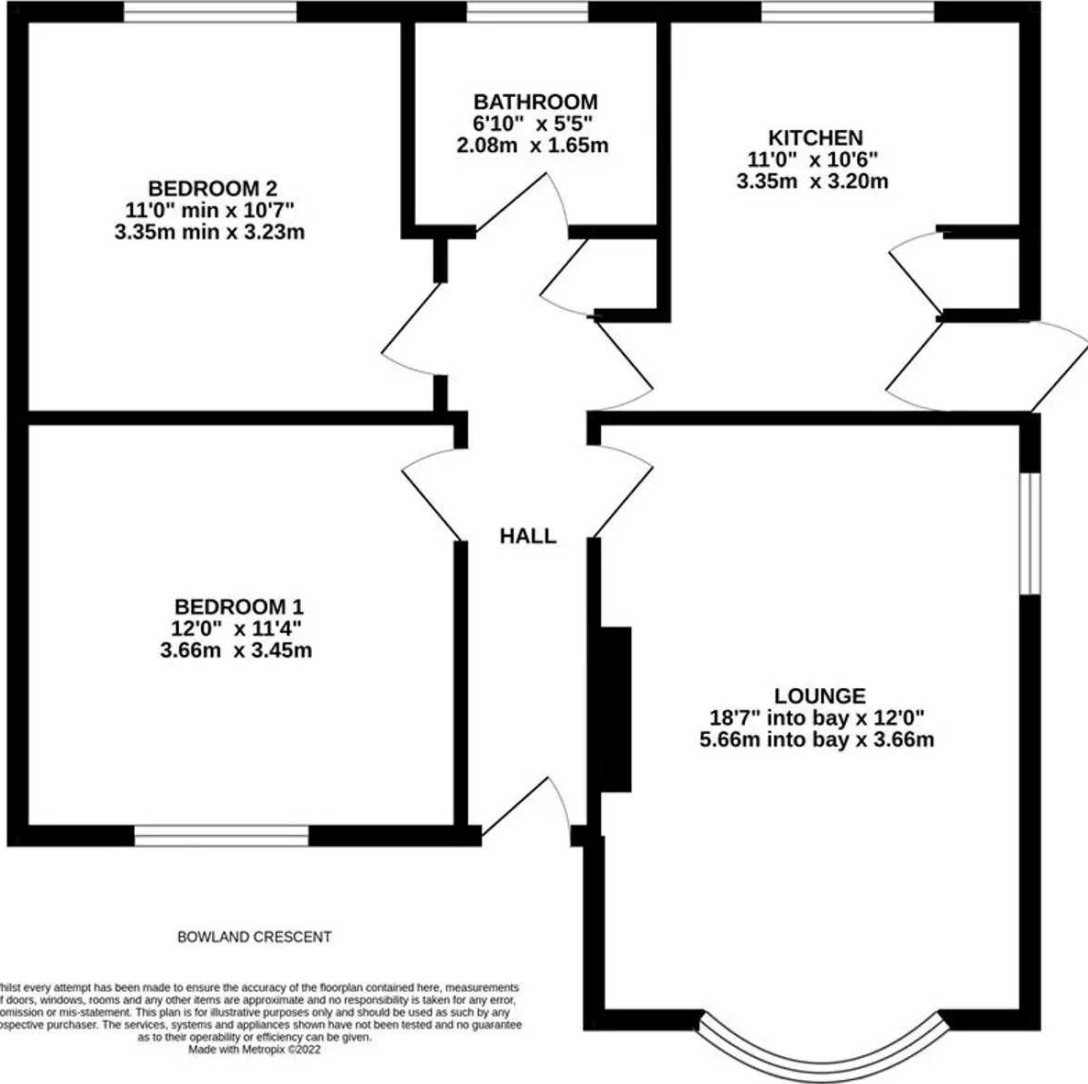 BATHROOM
6'10" x 5'5"
2.08m x 1.65m
KITCHEN
11'0" x 10'6"
3.35m x 3.20m
BEDROOM 2
11'0" min x 10'7"
3.35m min x 3.23m
HALL
BEDROOM 1
12'0" x 11'4"
3.66m x 3.45m
LOUNGE
18'7" into bay x 12'0"
5.66m into bay x 3.66m
BOWLAND CRESCENT
hilst every attempt has been made to ensure the accuracy of the floorplan contained here, measurements
f doors, windows, rooms and any other items are approximate and no responsibility is taken for any error,
omission or mis-statement. This plan is for illustrative purposes only and should be used as such by any
ospective purchaser. The services, systems and appliances shown have not been tested and no guarantee
as to their operability or efficiency can be given.
Made with Metropix ©2022